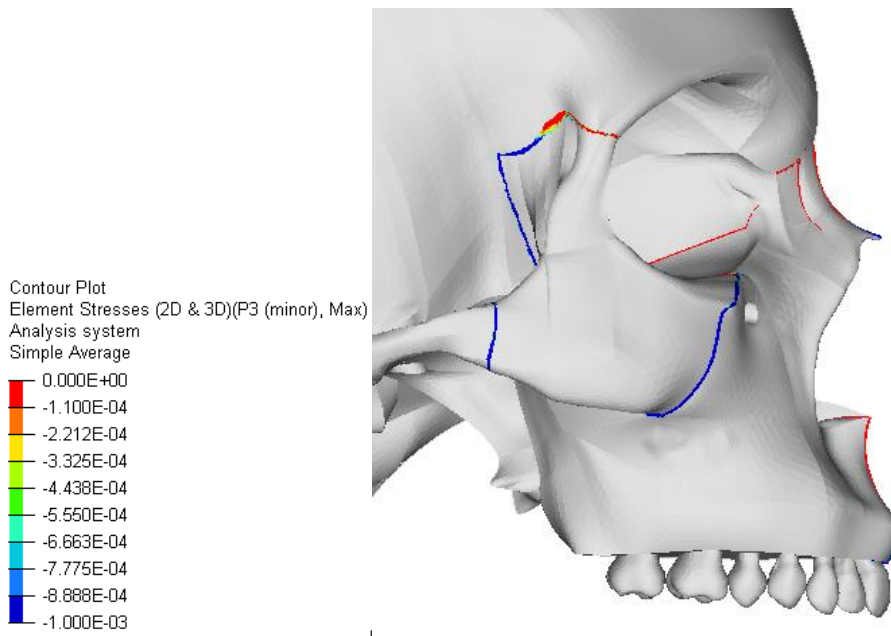 Contour Plot
Element Stresses (2D & 3D)(P3 (minor), Max)
Analysis system
Simple Average
0.000E+00
-1.100E-04
-2.212E-04
-3.325E-04
-4.438E-04
-5.550E-04
-6.663E-04
-7.775E-04
-8.888E-04
-1.000E-03